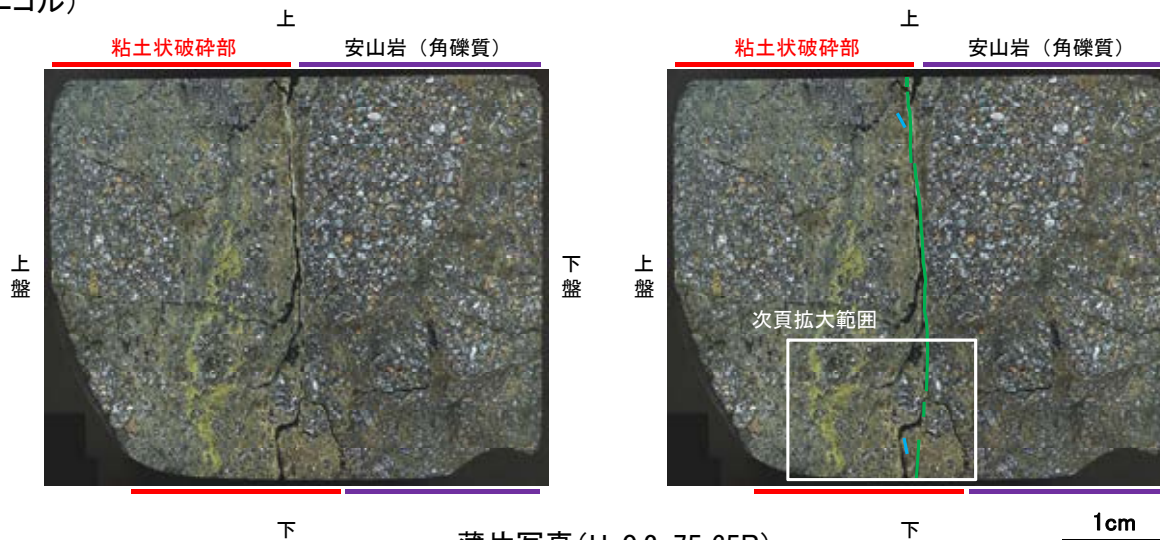 上
上
粘土状破砕部
安山岩（角礫質）
粘土状破砕部
安山岩（角礫質）
上盤
下盤
上盤
次頁拡大範囲
下
下
1cm